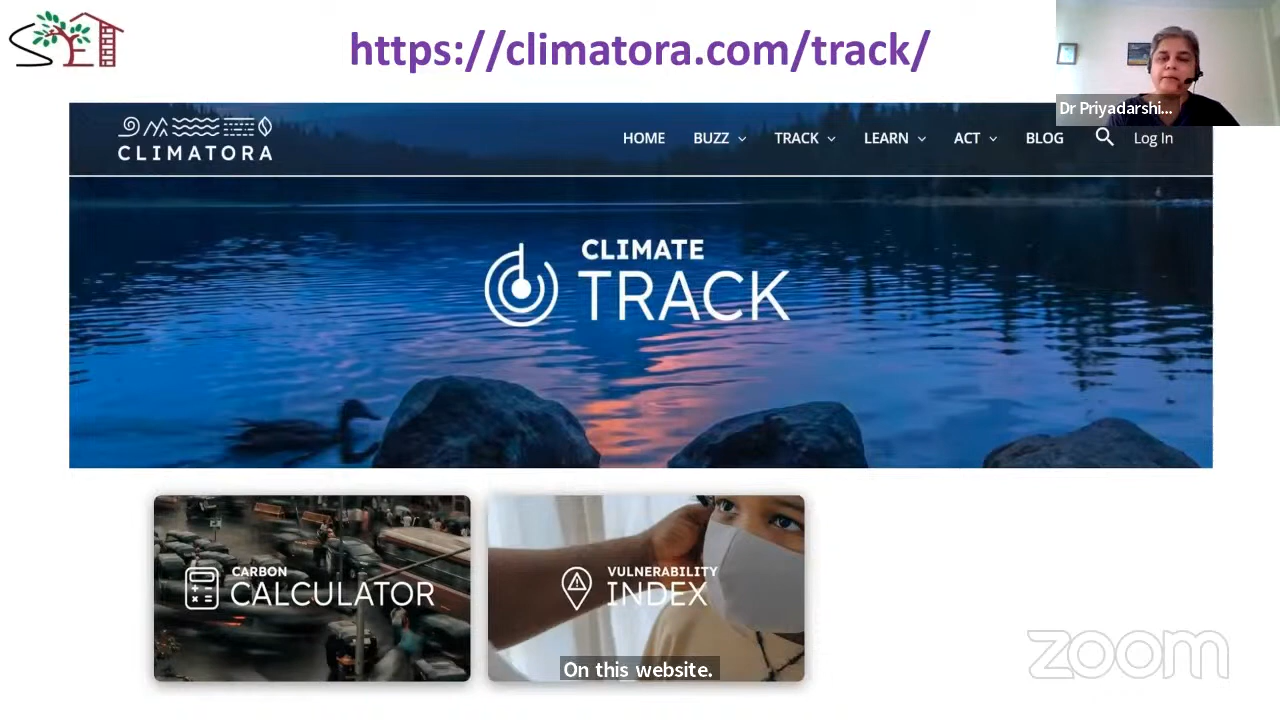 https://climatora.com/track/
Dr Priyadarshi...
CLIMATORA
HOME BUZZ TRACK LEARN ACT BLOG Log In
CLIMATE
TRACK
CARBON
CALCULATOR
VULNERABILITY
INDEX
On this website.
zoom